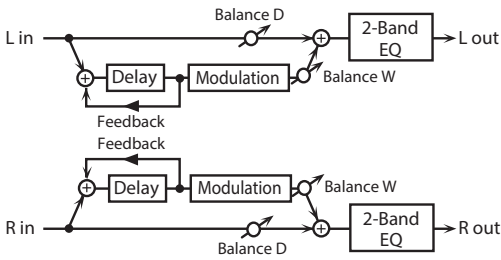 Balance D
L in
2-Band
EQ
L out
Delay
Modulation
Balance W
Feedback
Feedback
Delay
Modulation
Balance W
R in
Balance D
2-Band
EQ
R out